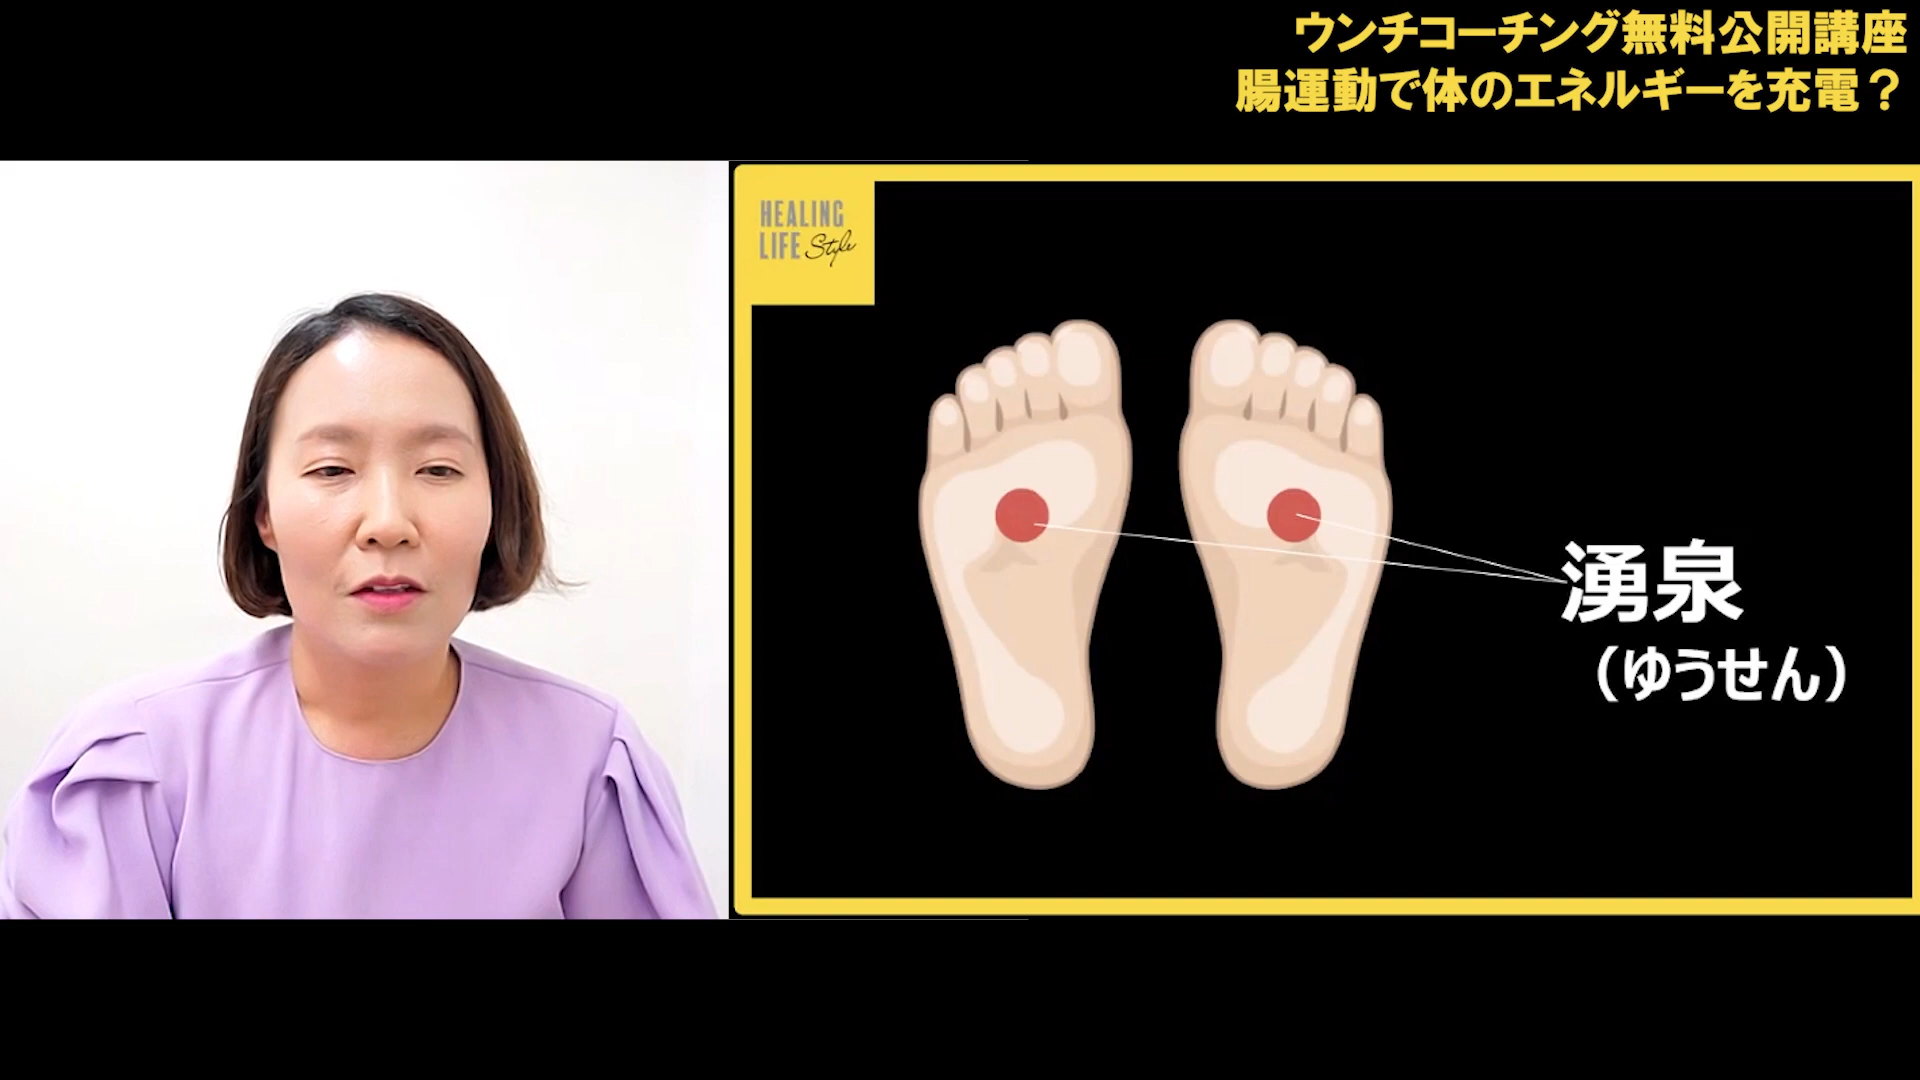 ウンチコーチング無料公開講座
腸運動で体のエネルギーを充電？
HEALING
LIFE Style
湧泉
（ゆうせん）